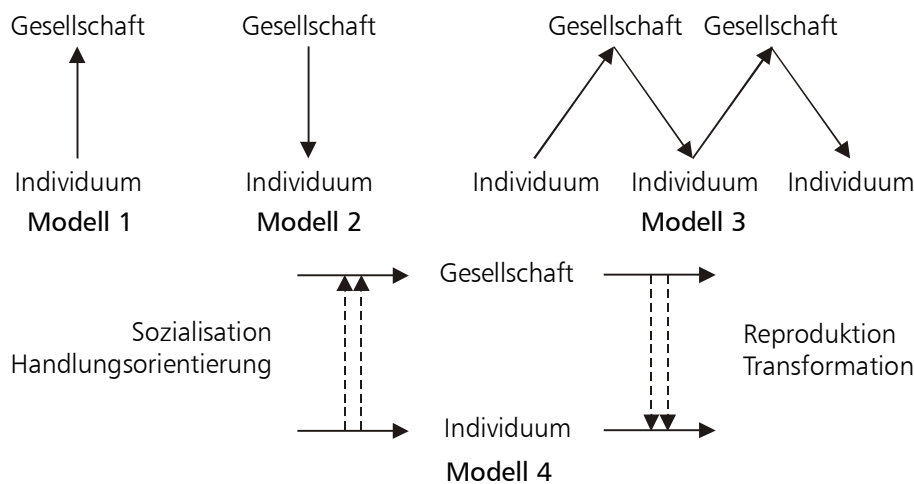 Gesellschaft Gesellschaft Gesellschaft Gesellschaft
Individuum Individuum Individuum Individuum Individuum
Modell 1 Modell 2 Modell 3
Gesellschaft
Sozialisation
Handlungsorientierung
Reproduktion
Transformation
Individuum
Modell 4